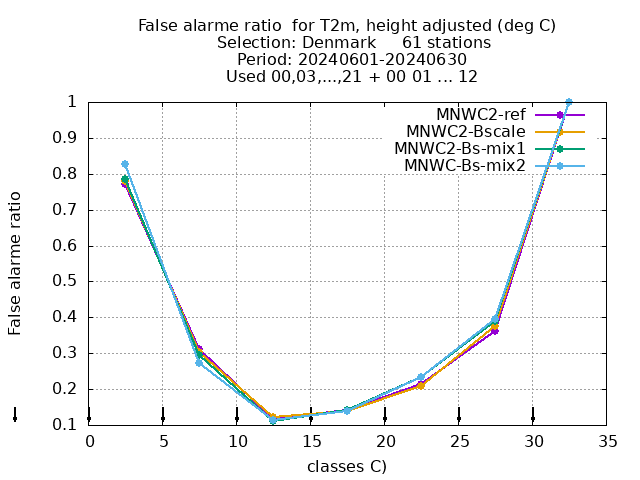 False alarme ratio  for T2m, height adjusted (deg C)
Selection: Denmark     61 stations
Period: 20240601-20240630
Used 00,03,...,21 + 00 01 ... 12
MNWC2-ref
MNWC2-Bscale
MNWC2-Bs-mix1
MNWC-Bs-mix2
False alarme ratio
1
0.9
0.8
0.7
0.6
0.5
0.4
0.3
0.2
0.1
0 5 10 15 20 25 30 35
classes C)